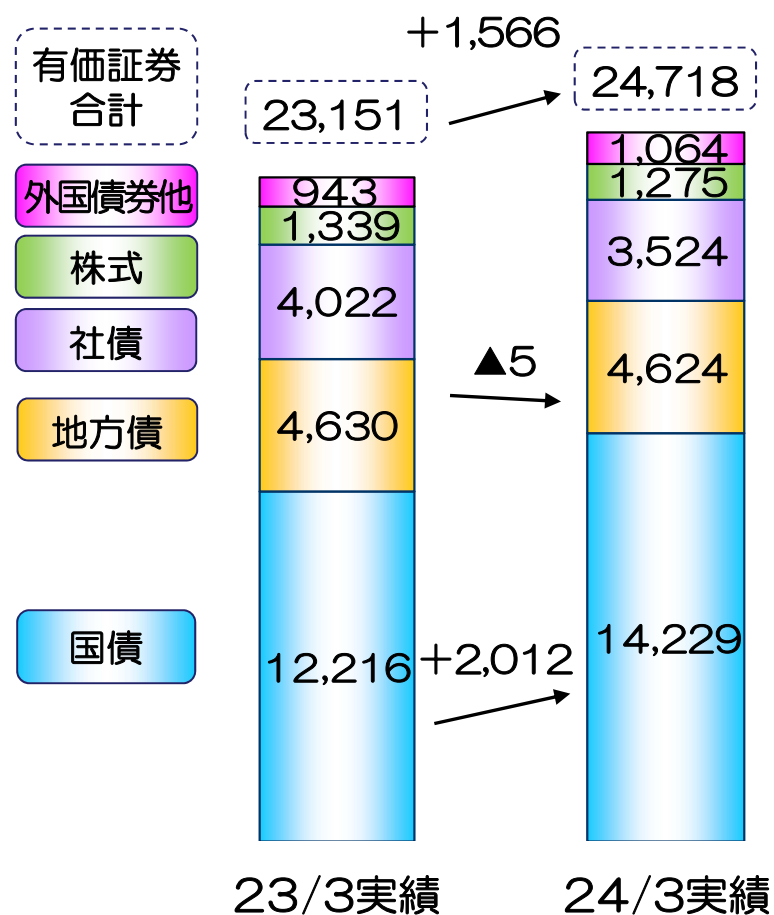 +1,566
有価証券
合計
23,151
24,718
外国債券他
943
1,064
株式
1,339
1,275
社債
4,022
3,524
▲5
地方債
4,630
4,624
国債
12,216
+2,012
14,229
23/3実績
24/3実績